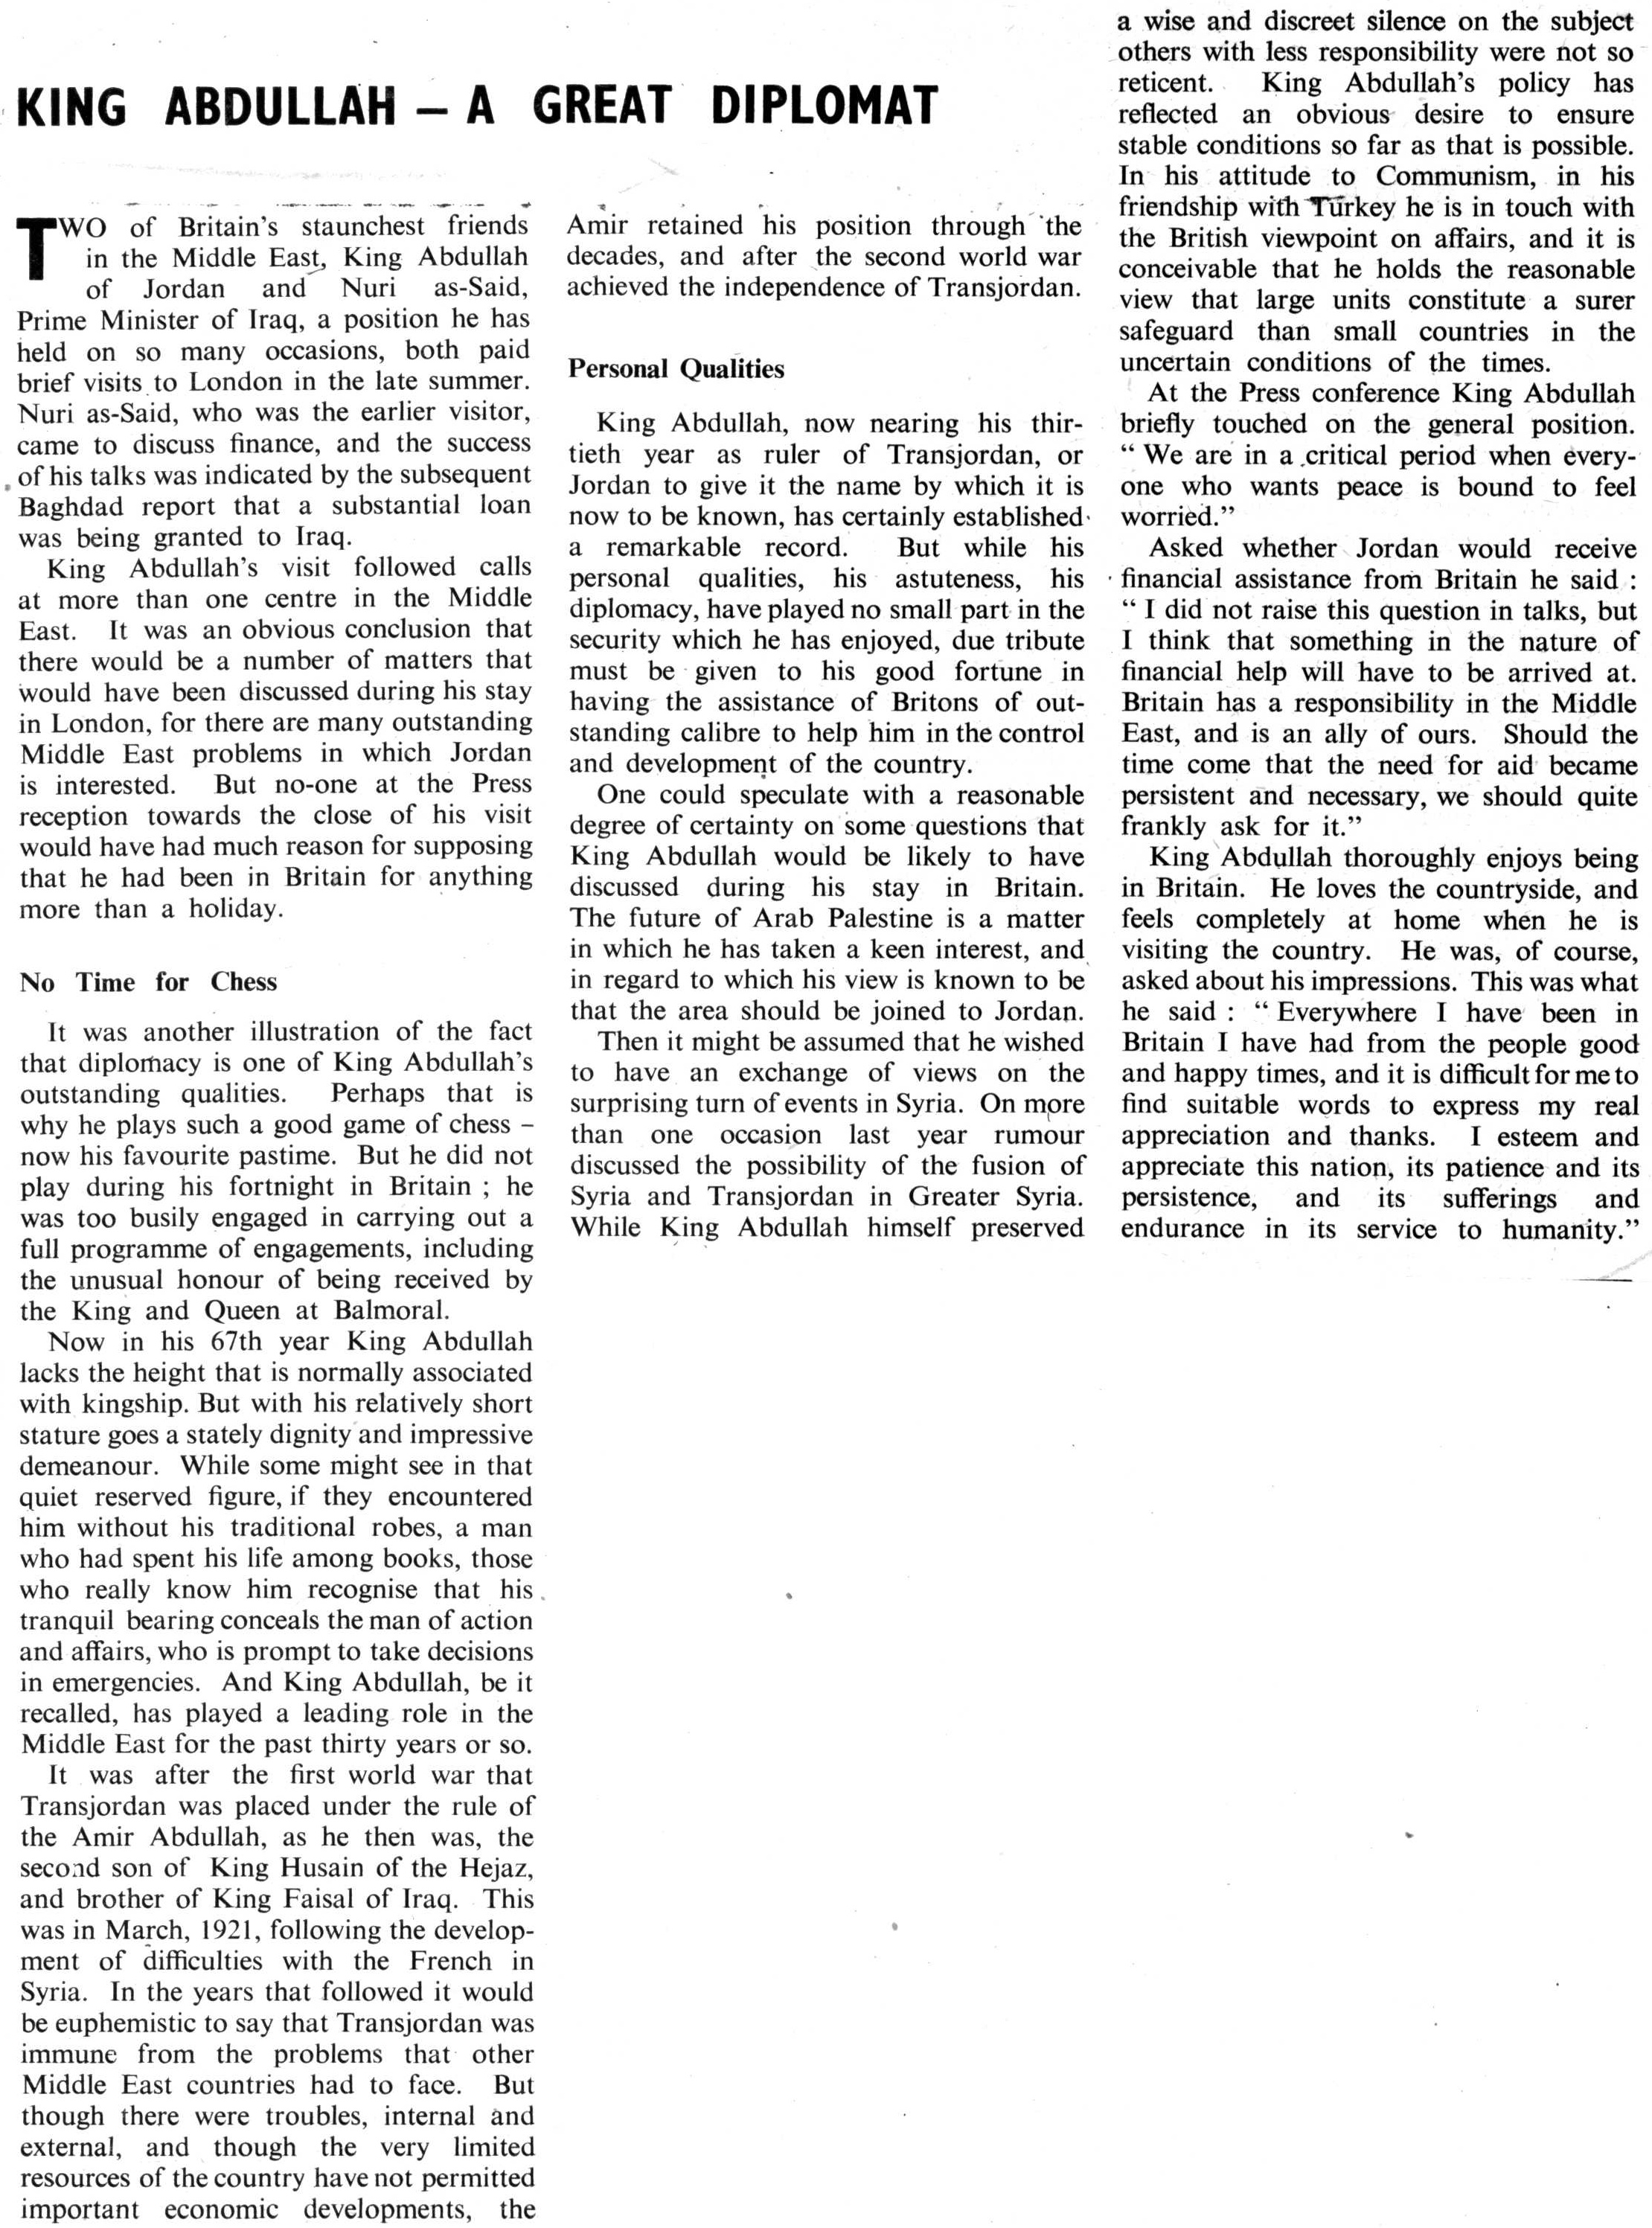 KING ABDULLAH – A GREAT DIPLOMAT
TWO of Britain's staunchest friends
in the Middle East, King Abdullah
of Jordan and Nuri as-Said,
Prime Minister of Iraq, a position he has
held on so many occasions, both paid
brief visits to London in the late summer.
Nuri as-Said, who was the earlier visitor,
came to discuss finance, and the success
of his talks was indicated by the subsequent
Baghdad report that a substantial loan
was being granted to Iraq.
King Abdullah's visit followed calls
at more than one centre in the Middle
East. It was an obvious conclusion that
there would be a number of matters that
would have been discussed during his stay
in London, for there are many outstanding
Middle East problems in which Jordan
is interested. But no-one at the Press
reception towards the close of his visit
would have had much reason for supposing
that he had been in Britain for anything
more than a holiday.
No Time for Chess
It was another illustration of the fact
that diplomacy is one of King Abdullah's
outstanding qualities. Perhaps that is
why he plays such a good game of chess –
now his favourite pastime. But he did not
play during his fortnight in Britain ; he
was too busily engaged in carrying out a
full programme of engagements, including
the unusual honour of being received by
the King and Queen at Balmoral.
Now in his 67th year King Abdullah
lacks the height that is normally associated
with kingship. But with his relatively short
stature goes a stately dignity and impressive
demeanour. While some might see in that
quiet reserved figure, if they encountered
him without his traditional robes, a man
who had spent his life among books, those
who really know him recognise that his
tranquil bearing conceals the man of action
and affairs, who is prompt to take decisions
in emergencies. And King Abdullah, be it
recalled, has played a leading role in the
Middle East for the past thirty years or so.
It was after the first world war that
Transjordan was placed under the rule of
the Amir Abdullah, as he then was, the
second son of King Husain of the Hejaz,
and brother of King Faisal of Iraq. This
was in March, 1921, following the develop-
ment of difficulties with the French in
Syria. In the years that followed it would
be euphemistic to say that Transjordan was
immune from the problems that other
Middle East countries had to face. But
though there were troubles, internal and
external, and though the very limited
resources of the country have not permitted
important economic developments, the
Amir retained his position through the
decades, and after the second world war
achieved the independence of Transjordan.
Personal Qualities
King Abdullah, now nearing his thir-
tieth year as ruler of Transjordan, or
Jordan to give it the name by which it is
now to be known, has certainly established
a remarkable record. But while his
personal qualities, his astuteness, his
diplomacy, have played no small part in the
security which he has enjoyed, due tribute
must be given to his good fortune in
having the assistance of Britons of out-
standing calibre to help him in the control
and development of the country.
One could speculate with a reasonable
degree of certainty on some questions that
King Abdullah would be likely to have
discussed during his stay in Britain.
The future of Arab Palestine is a matter
in which he has taken a keen interest, and
in regard to which his view is known to be
that the area should be joined to Jordan.
Then it might be assumed that he wished
to have an exchange of views on the
surprising turn of events in Syria. On more
than one occasion last year rumour
discussed the possibility of the fusion of
Syria and Transjordan in Greater Syria.
While King Abdullah himself preserved
a wise and discreet silence on the subject
others with less responsibility were not so
reticent. King Abdullah's policy has
reflected an obvious desire to ensure
stable conditions so far as that is possible.
In his attitude to Communism, in his
friendship with Turkey he is in touch with
the British viewpoint on affairs, and it is
conceivable that he holds the reasonable
view that large units constitute a surer
safeguard than small countries in the
uncertain conditions of the times.
At the Press conference King Abdullah
briefly touched on the general position.
“ We are in a critical period when every-
one who wants peace is bound to feel
worried.”
Asked whether Jordan would receive
financial assistance from Britain he said :
“ I did not raise this question in talks, but
I think that something in the nature of
financial help will have to be arrived at.
Britain has a responsibility in the Middle
East, and is an ally of ours. Should the
time come that the need for aid became
persistent and necessary, we should quite
frankly ask for it.”
King Abdullah thoroughly enjoys being
in Britain. He loves the countryside, and
feels completely at home when he is
visiting the country. He was, of course,
asked about his impressions. This was what
he said : “ Everywhere I have been in
Britain I have had from the people good
and happy times, and it is difficult for me to
find suitable words to express my real
appreciation and thanks. I esteem and
appreciate this nation, its patience and its
persistence, and its sufferings and
endurance in its service to humanity.”